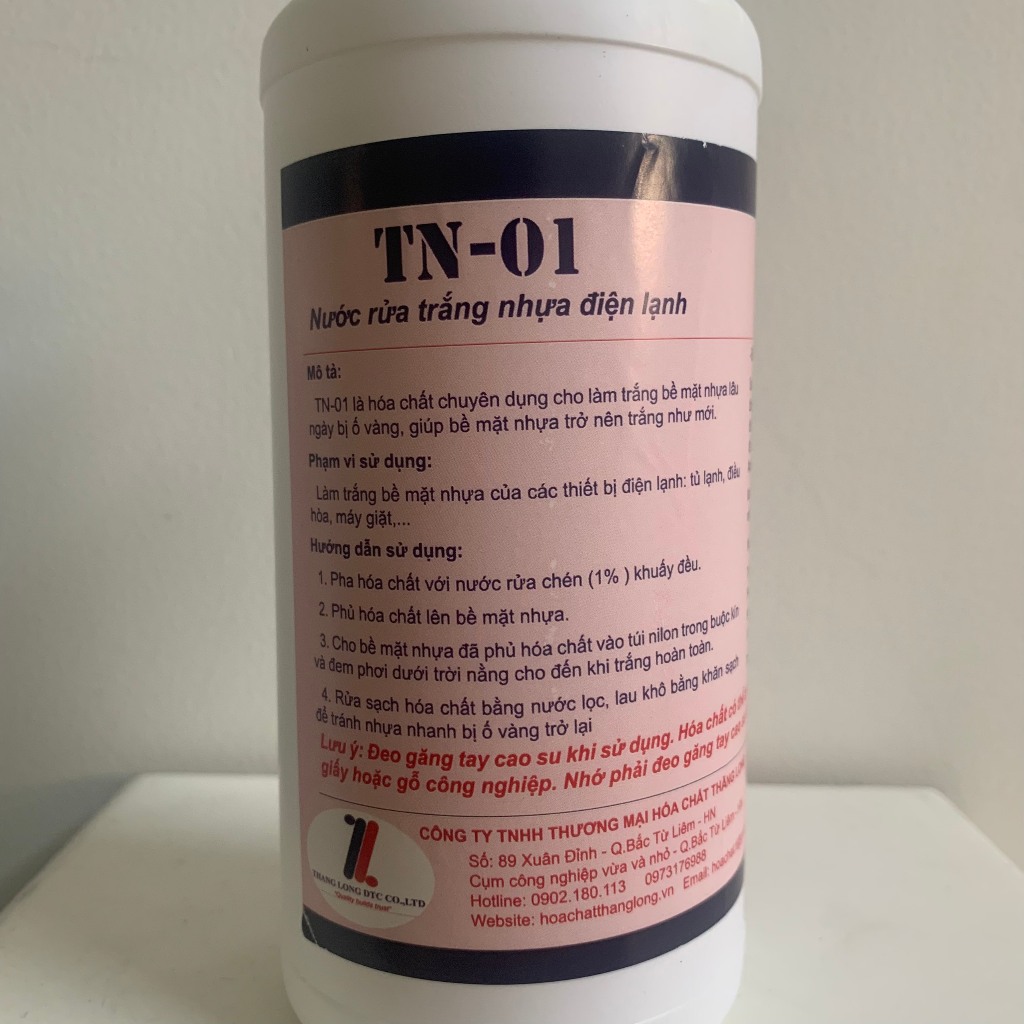 TN-01
Nước rửa trắng nhựa điện lạnh
Mô tả:
TN-01 là hóa chất chuyên dụng cho làm trắng bề mặt nhựa lâu
ngày bị ố vàng, giúp bề mặt nhựa trở nên trắng như mới.
Phạm vi sử dụng:
Làm trắng bề mặt nhựa của các thiết bị điện lạnh: tủ lạnh, điều
hòa, máy giặt,...
Hướng dẫn sử dụng:
1. Pha hóa chất với nước rửa chén (1% ) khuấy đều.
2. Phủ hóa chất lên bề mặt nhựa.
3. Cho bề mặt nhựa đã phủ hóa chất vào túi nilon trong buộc kín
và đem phơi dưới trời nằng cho đến khi trắng hoàn toàn.
4. Rửa sạch hóa chất bằng nước lọc, lau khô bằng khăn sạch
để tránh nhựa nhanh bị ố vàng trở lại
Lưu ý: Đeo găng tay cao su khi sử dụng. Hóa chất có
giấy hoặc gỗ công nghiệp. Nhớ phải đeo găng tay cao
CÔNG TY TNHH THƯƠNG MẠI HÓA CHẤT THĂNG LONG
Số: 89 Xuân Đỉnh - Q.Bắc Từ Liêm - HN
Cụm công nghiệp vừa và nhỏ - Q.Bắc Từ Liêm
Hotline: 0902.180.113 0973176988
Website: hoachatthanglong.vn Email:
THANG LONG DTC CO.,LTD
"Quality builds trust"